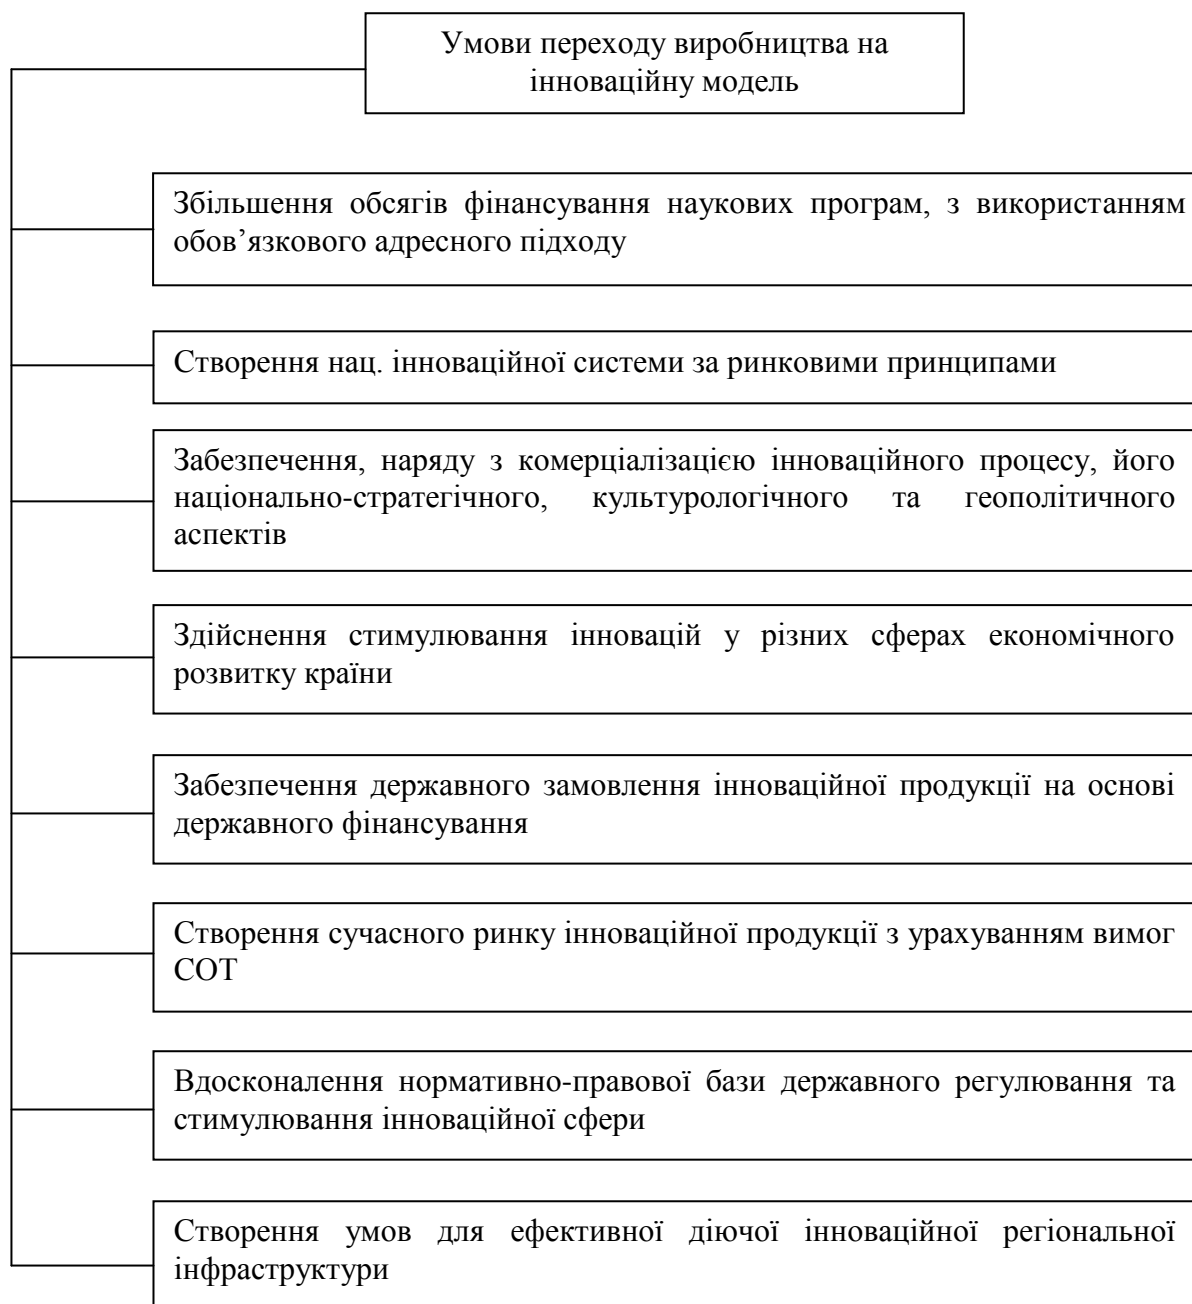 Умови переходу виробництва на
інноваційну модель
Збільшення обсягів фінансування наукових програм, з використанням
обов’язкового адресного підходу
Створення нац. інноваційної системи за ринковими принципами
Забезпечення, наряду з комерціалізацією інноваційного процесу, його
національно-стратегічного, культурологічного та геополітичного
аспектів
Здійснення стимулювання інновацій у різних сферах економічного
розвитку країни
Забезпечення державного замовлення інноваційної продукції на основі
державного фінансування
Створення сучасного ринку інноваційної продукції з урахуванням вимог
СОТ
Вдосконалення нормативно-правової бази державного регулювання та
стимулювання інноваційної сфери
Створення умов для ефективної діючої інноваційної регіональної
інфраструктури